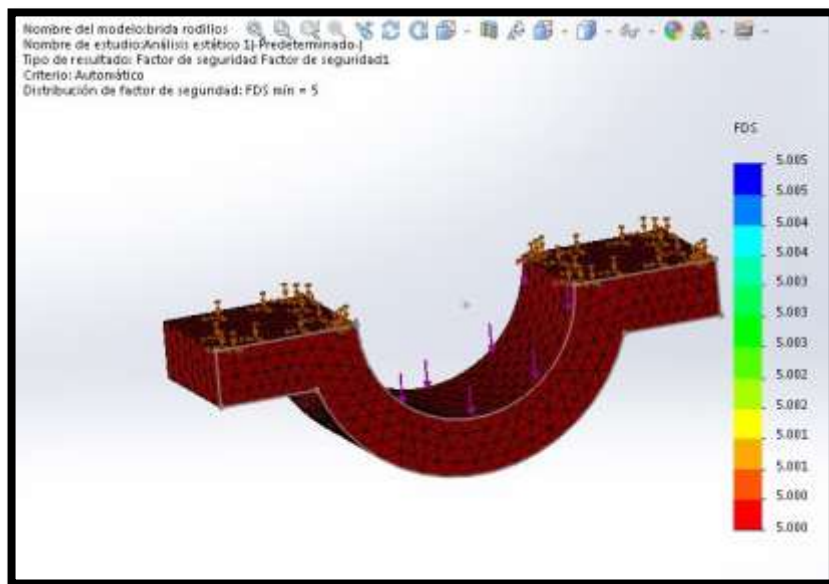 Nombre del modelo:brida rodillos
Nombre de estudio:Análisis estático 1(-Predeterminado-)
Tipo de resultado: Factor de seguridad Factor de seguridad1
Criterio: Automático
Distribución de factor de seguridad: FDS mín = 5
FDS
5.005
5.005
5.004
5.004
5.003
5.003
5.003
5.002
5.002
5.001
5.001
5.000
5.000